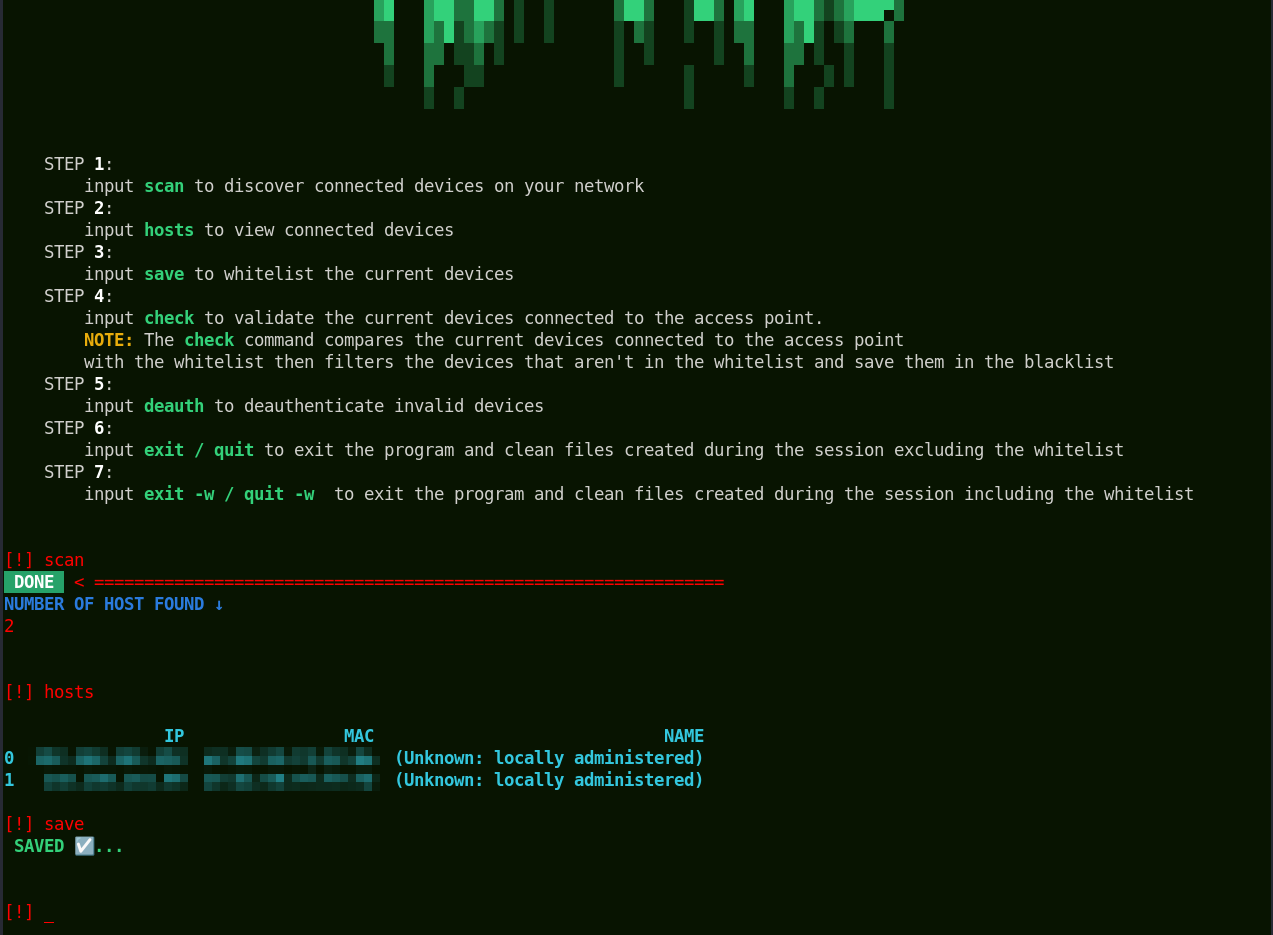 STEP 1:
input scan to discover connected devices on your network
STEP 2:
input hosts to view connected devices
STEP 3:
input save to whitelist the current devices
STEP 4:
input check to validate the current devices connected to the access point.
NOTE: The check command compares the current devices connected to the access point
with the whitelist then filters the devices that aren't in the whitelist and save them in the blacklist
STEP 5:
input deauth to deauthenticate invalid devices
STEP 6:
input exit / quit to exit the program and clean files created during the session excluding the whitelist
STEP 7:
input exit -w / quit -w  to exit the program and clean files created during the session including the whitelist
[!] scan
DONE < ===============================================================
NUMBER OF HOST FOUND ↓
2
[!] hosts
IP MAC NAME
0 (Unknown: locally administered)
1 (Unknown: locally administered)
[!] save
SAVED ☑...
[!] _